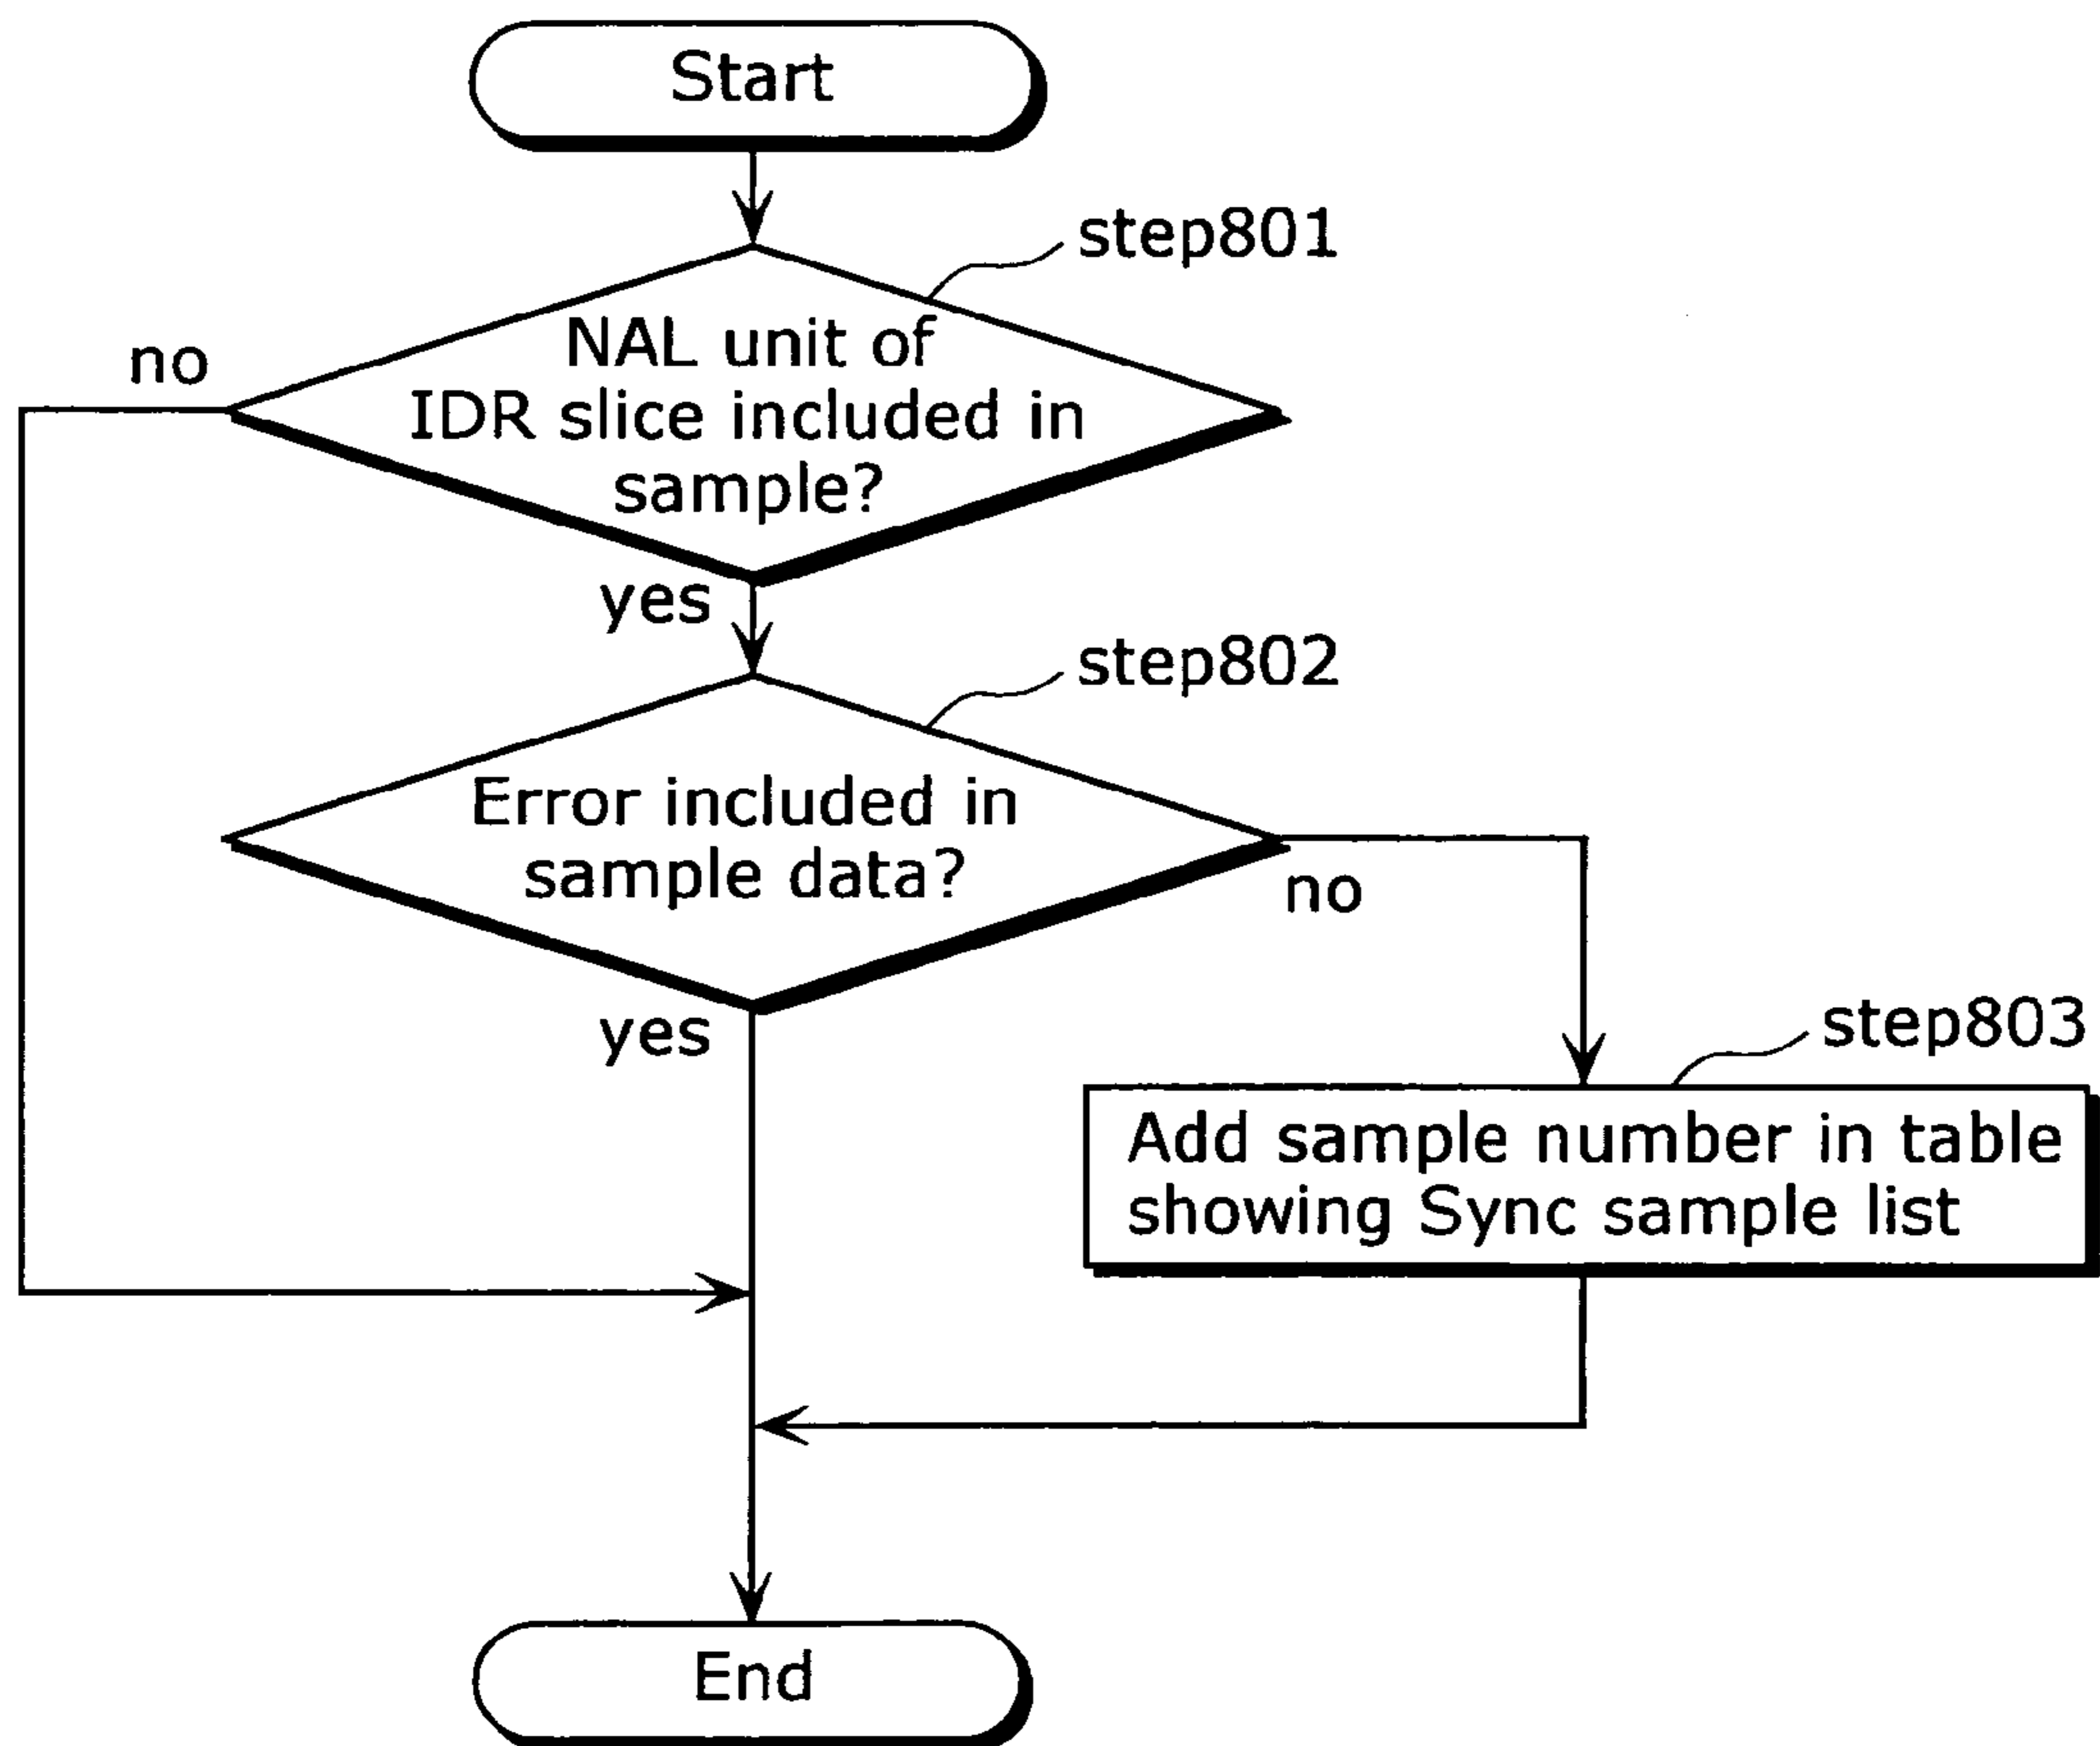 Start
step801
no
NAL unit of
IDR slice included in
sample?
yes
step802
Error included in
sample data?
no
yes
step803
Add sample number in table
showing Sync sample list
End